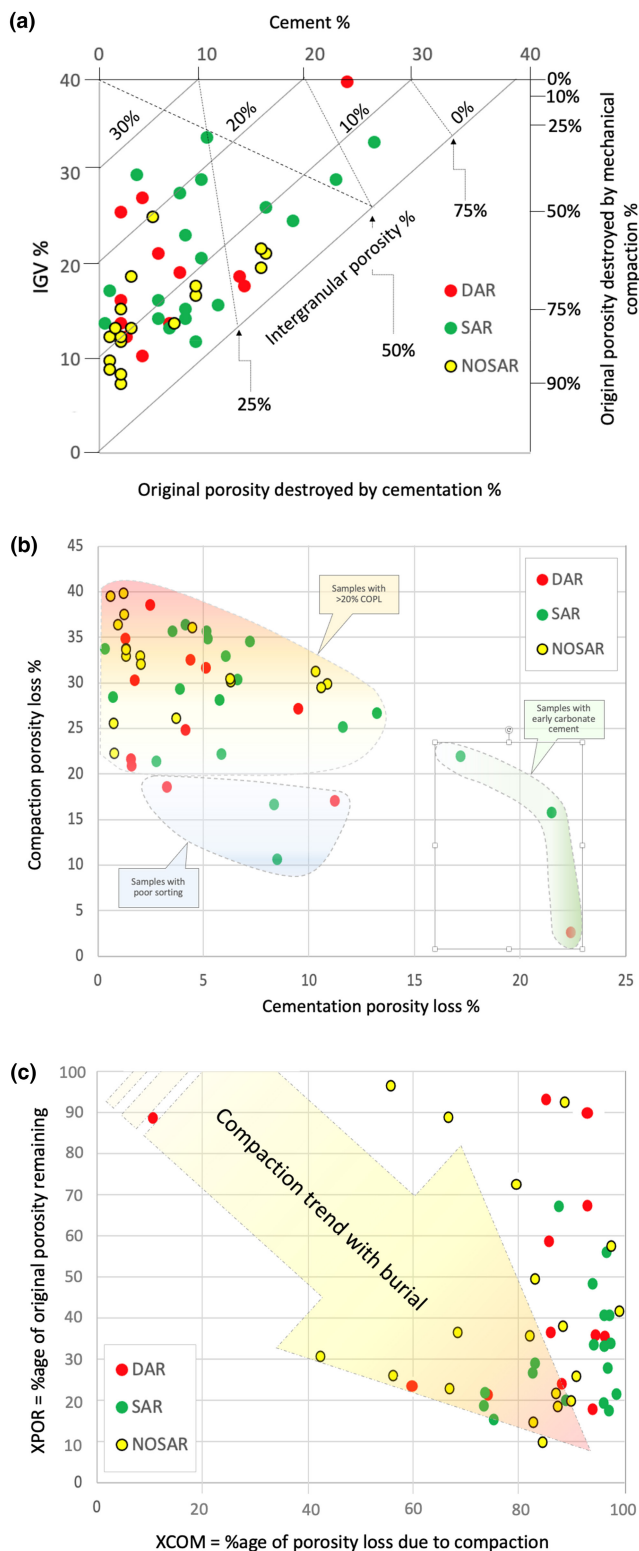 (a)
Cement %
0
10
20
30
40
40
30
20
10
0
IGV %
30%
20%
10%
0%
0%
10%
25%
50%
75%
90%
Original porosity destroyed by mechanical
compaction %
Intergranular porosity %
75%
50%
25%
DAR
SAR
NOSAR
Original porosity destroyed by cementation %
(b)
45
40
35
30
25
20
15
10
5
0
Compaction porosity loss %
Samples with
>20% COPL
DAR
SAR
NOSAR
Samples with
early carbonate
cement
Samples with
poor sorting
0
5
10
15
20
25
Cementation porosity loss %
(c)
100
90
80
70
60
50
40
30
20
10
0
XPOR = %age of original porosity remaining
Compaction trend with burial
DAR
SAR
NOSAR
0
20
40
60
80
100
XCOM = %age of porosity loss due to compaction